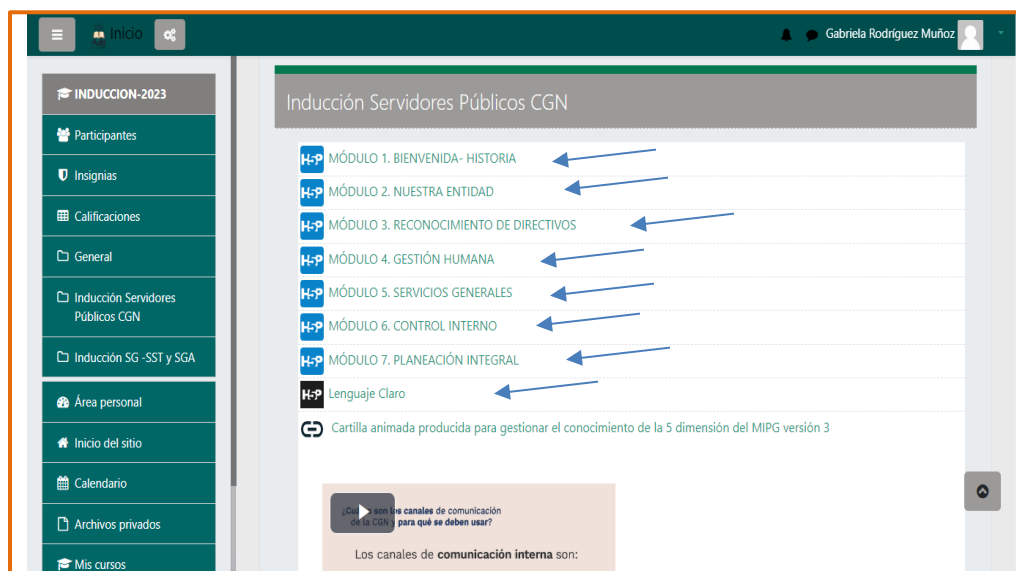 Inicio
Gabriela Rodríguez Muñoz
INDUCCION-2023
Participantes
Insignias
Calificaciones
General
Inducción Servidores
Públicos CGN
Inducción SG -SST y SGA
Área personal
Inicio del sitio
Calendario
Archivos privados
Mis cursos
Inducción Servidores Públicos CGN
H-P MÓDULO 1. BIENVENIDA- HISTORIA
H-P MÓDULO 2. NUESTRA ENTIDAD
H-P MÓDULO 3. RECONOCIMIENTO DE DIRECTIVOS
H-P MÓDULO 4. GESTIÓN HUMANA
H-P MÓDULO 5. SERVICIOS GENERALES
H-P MÓDULO 6. CONTROL INTERNO
H-P MÓDULO 7. PLANEACIÓN INTEGRAL
H-P Lenguaje Claro
Cartilla animada producida para gestionar el conocimiento de la 5 dimensión del MIPG versión 3
son los canales de comunicación
de la CGN y para qué se deben usar?
Los canales de comunicación interna son: